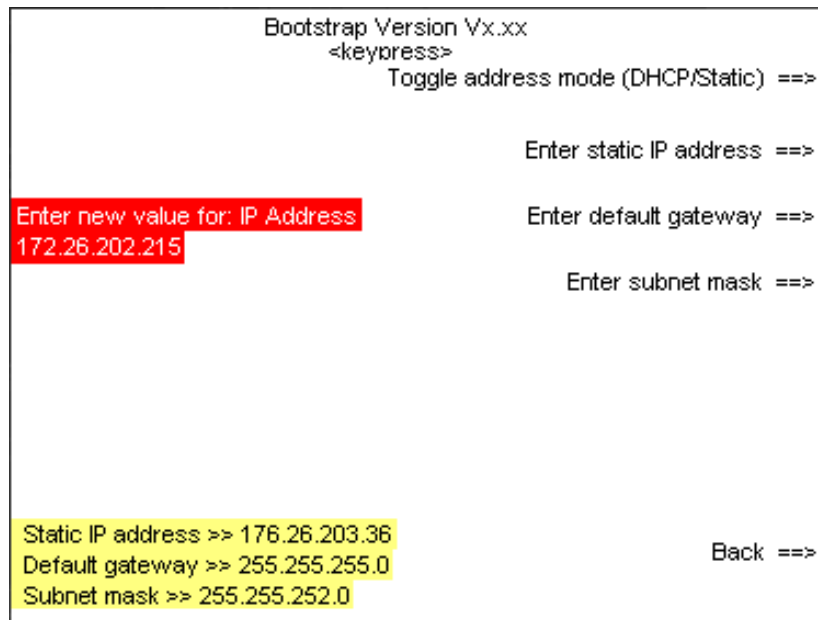 Bootstrap Version Vx.xx
<keypress>
Toggle address mode (DHCP/Static) ==>
Enter static IP address ==>
Enter new value for: IP Address
Enter default gateway ==>
172.26.202.215
Enter subnet mask ==>
Static IP address >> 176.26.203.36
Default gateway >> 255.255.255.0
Back ==>
Subnet mask >> 255.255.252.0